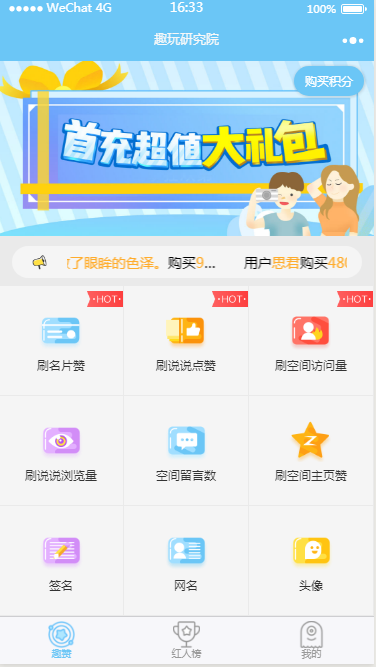 WeChat 4G
16:33
100%
趣玩研究院
购买积分
首充超值大礼包
了眼眸的色泽。购买9... 用户思君购买480
HOT
HOT
HOT
刷名片赞
刷说说点赞
刷空间访问量
刷说说浏览量
空间留言数
刷空间主页赞
签名
网名
头像
趣赞
红人榜
我的